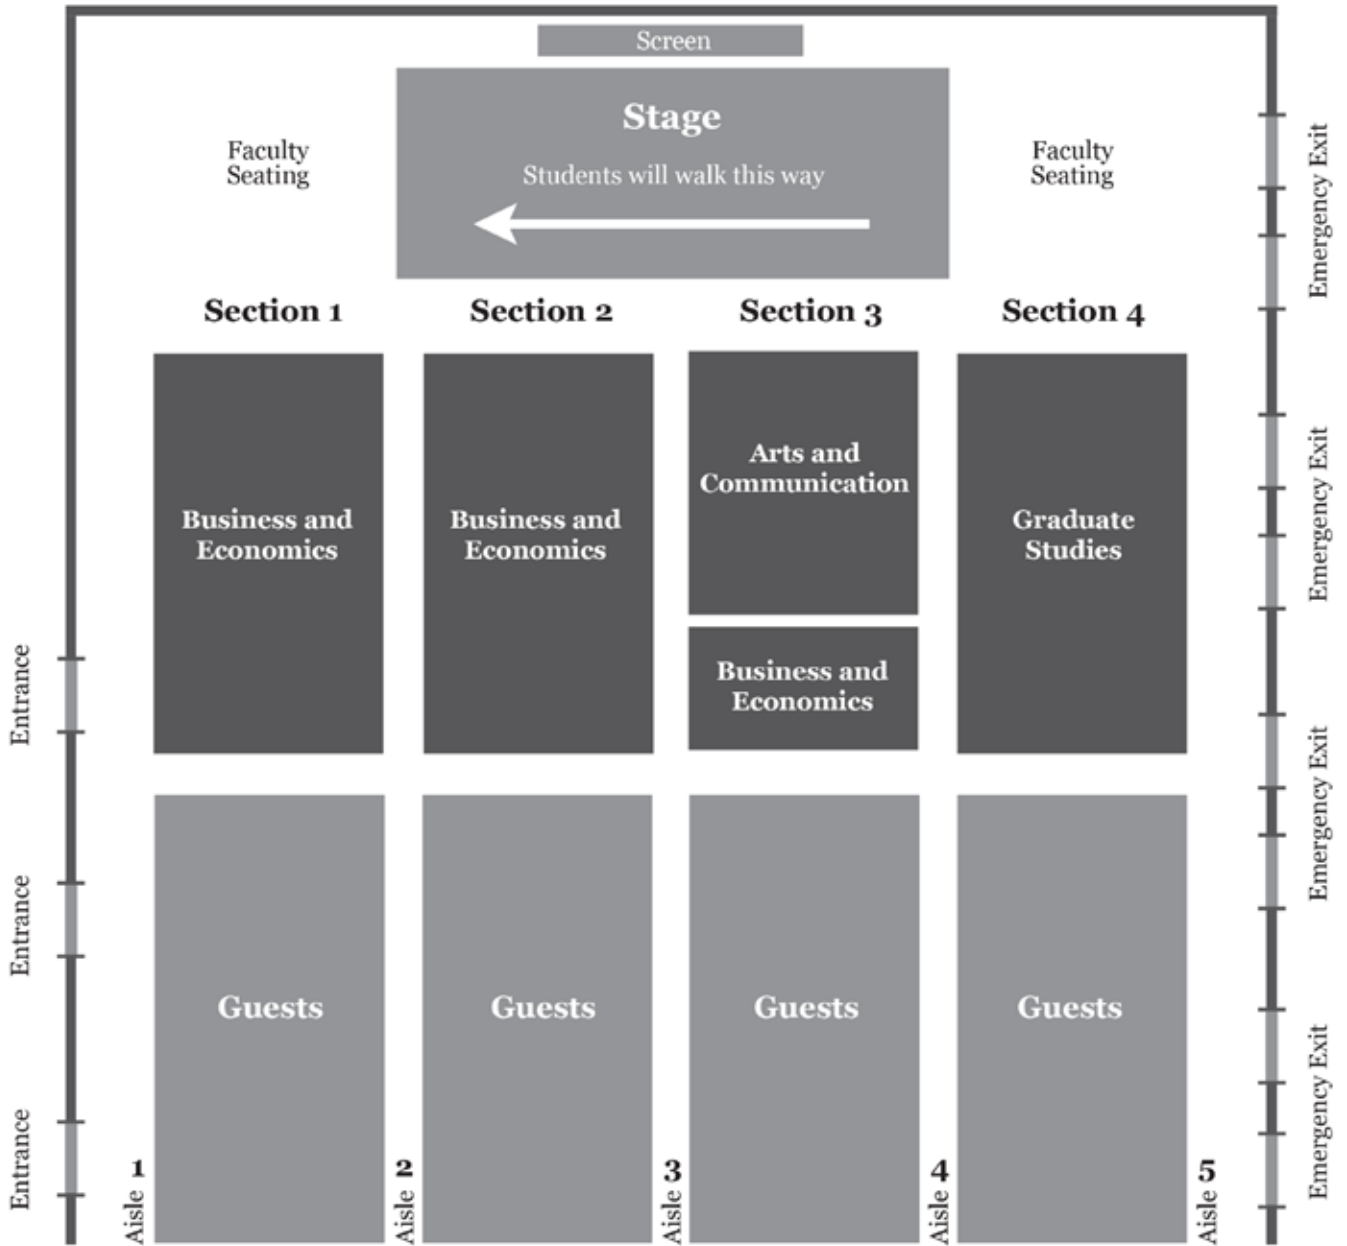 Screen
Stage
Students will walk this way
Faculty
Seating
Faculty
Seating
Emergency Exit
Section 1
Section 2
Section 3
Section 4
Business and
Economics
Business and
Economics
Arts and
Communication
Business and
Economics
Graduate
Studies
Emergency Exit
Entrance
Emergency Exit
Entrance
Guests
Guests
Guests
Guests
Entrance
Emergency Exit
Aisle 1
Aisle 2
Aisle 3
Aisle 4
Aisle 5